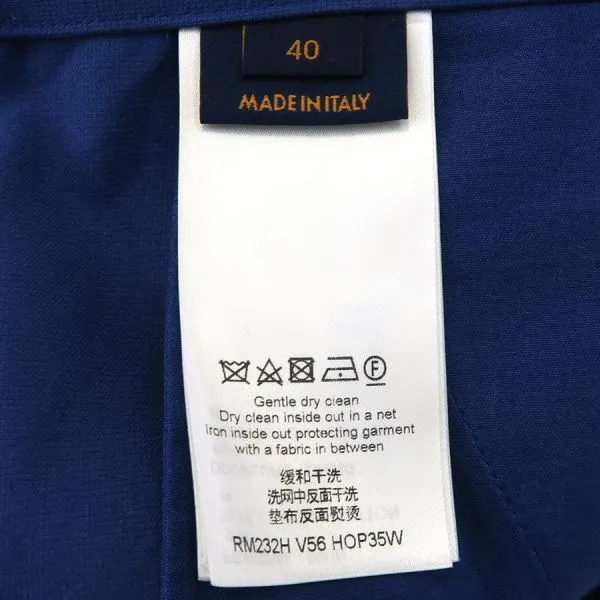 40
MADE IN ITALY
F
Gentle dry clean
Dry clean inside out in a net
Iron inside out protecting garment
with a fabric in between
缓和干洗
洗网中反面干洗
垫布反面熨烫
RM232H V56 HOP35W